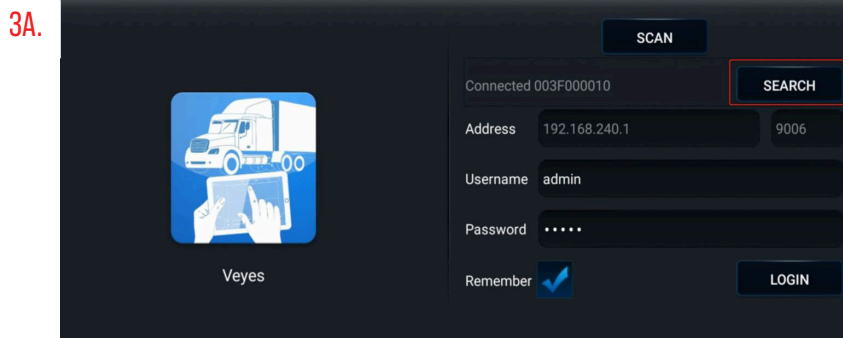 3A.
SCAN
Connected 003F000010 SEARCH
Address 192.168.240.1 9006
Username admin
Password •••••
Remember LOGIN
Veyes